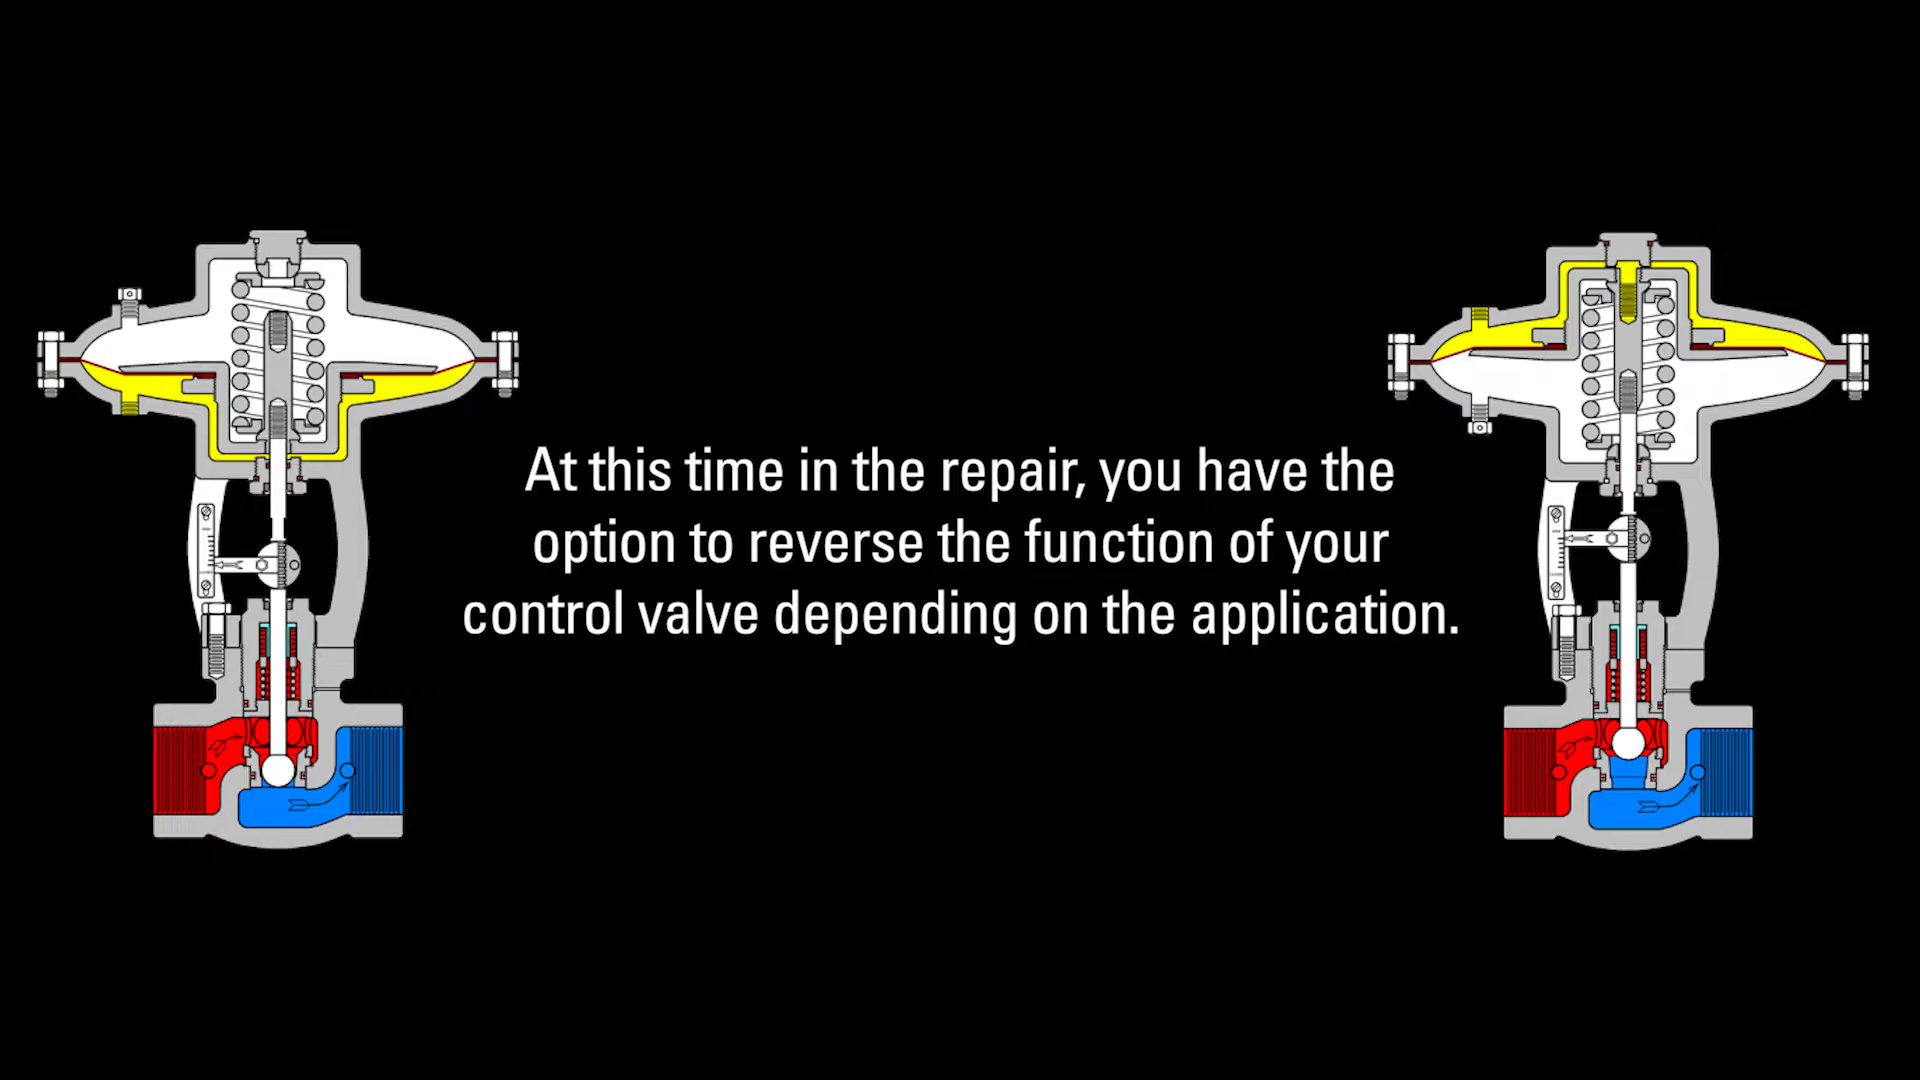 At this time in the repair, you have the
option to reverse the function of your
control valve depending on the application.